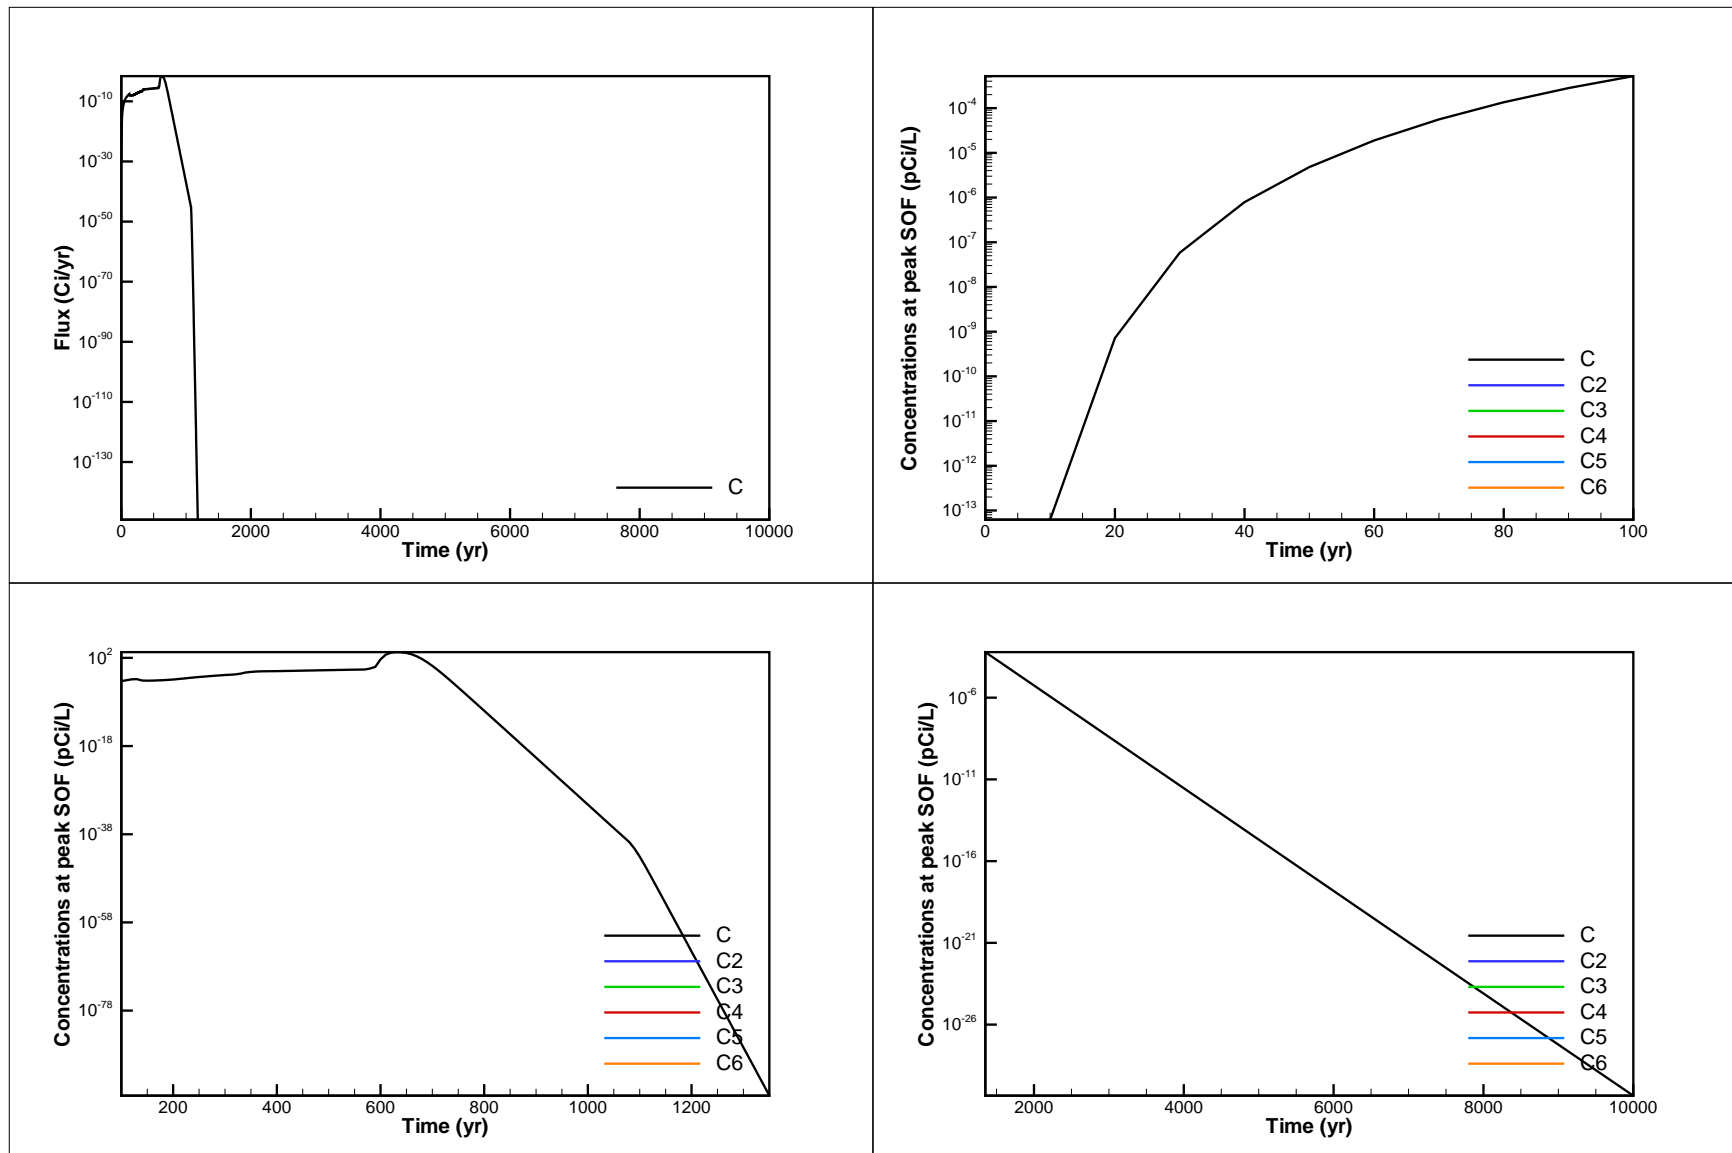 Flux (Ci/yr)
10^-10
10^-30
10^-50
10^-70
10^-90
10^-110
10^-130
C
0 2000 4000 6000 8000 10000
Time (yr)
Concentrations at peak SOF (pCi/L)
10^-4
10^-5
10^-6
10^-7
10^-8
10^-9
10^-10
10^-11
10^-12
10^-13
C
C2
C3
C4
C5
C6
0 20 40 60 80 100
Time (yr)
Concentrations at peak SOF (pCi/L)
10^2
10^-18
10^-38
10^-58
10^-78
C
C2
C3
C4
C5
C6
200 400 600 800 1000 1200
Time (yr)
Concentrations at peak SOF (pCi/L)
10^-6
10^-11
10^-16
10^-21
10^-26
C
C2
C3
C4
C5
C6
2000 4000 6000 8000 10000
Time (yr)